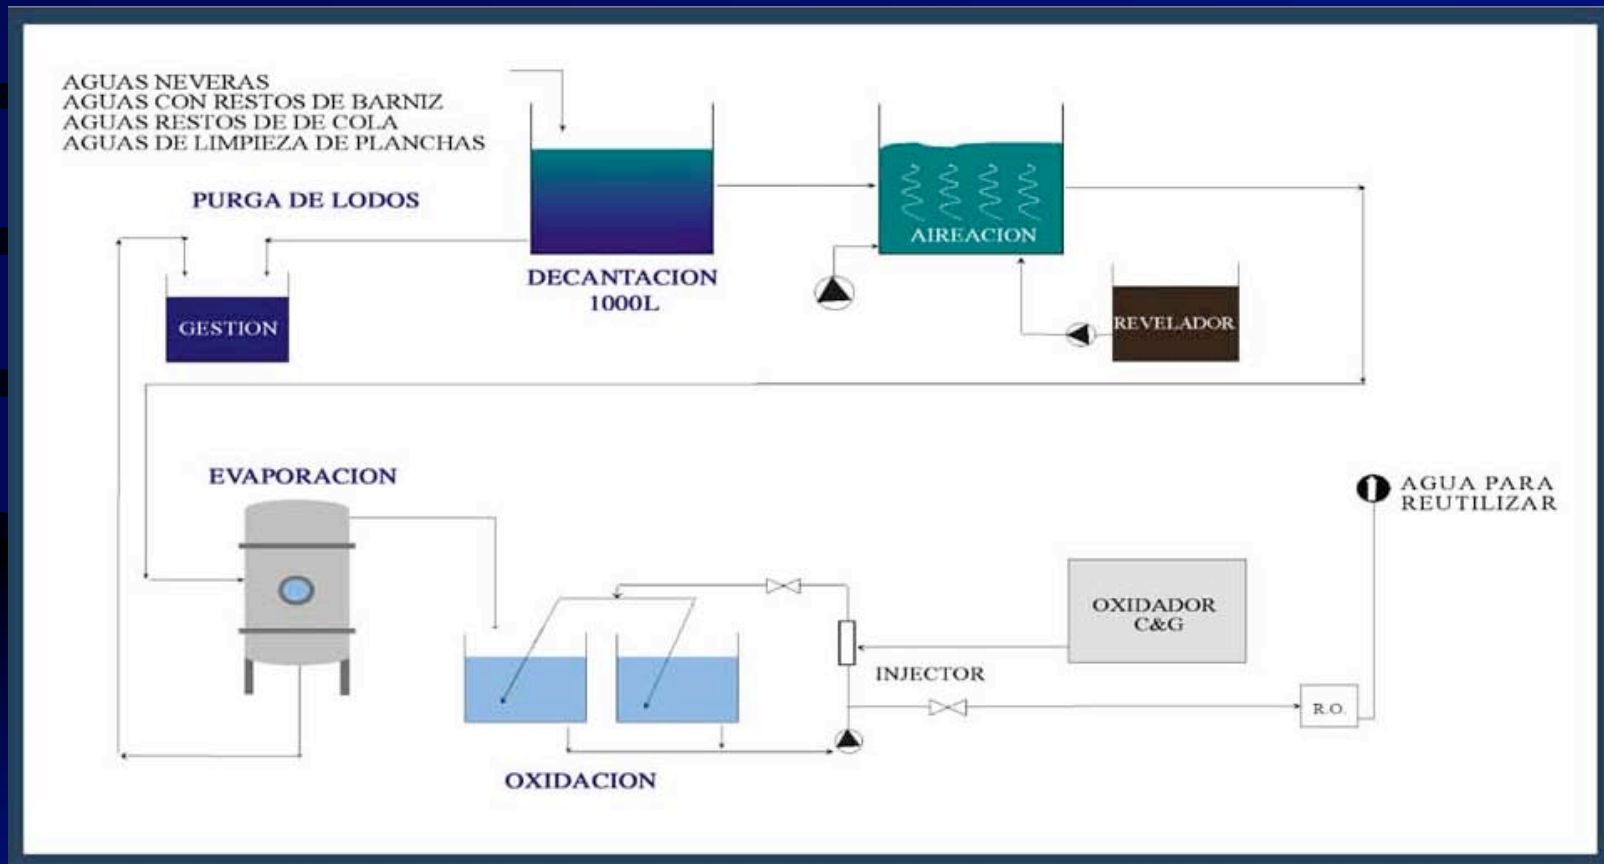 AGUAS NEVERAS
AGUAS CON RESTOS DE BARNIZ
AGUAS RESTOS DE DE COLA
AGUAS DE LIMPIEZA DE PLANCHAS
PURGA DE LODOS
AIREACION
DECANTACION
1000L
GESTION
REVELADOR
EVAPORACION
AGUA PARA
REUTILIZAR
OXIDADOR
C&G
INJECTOR
R.O.
OXIDACION